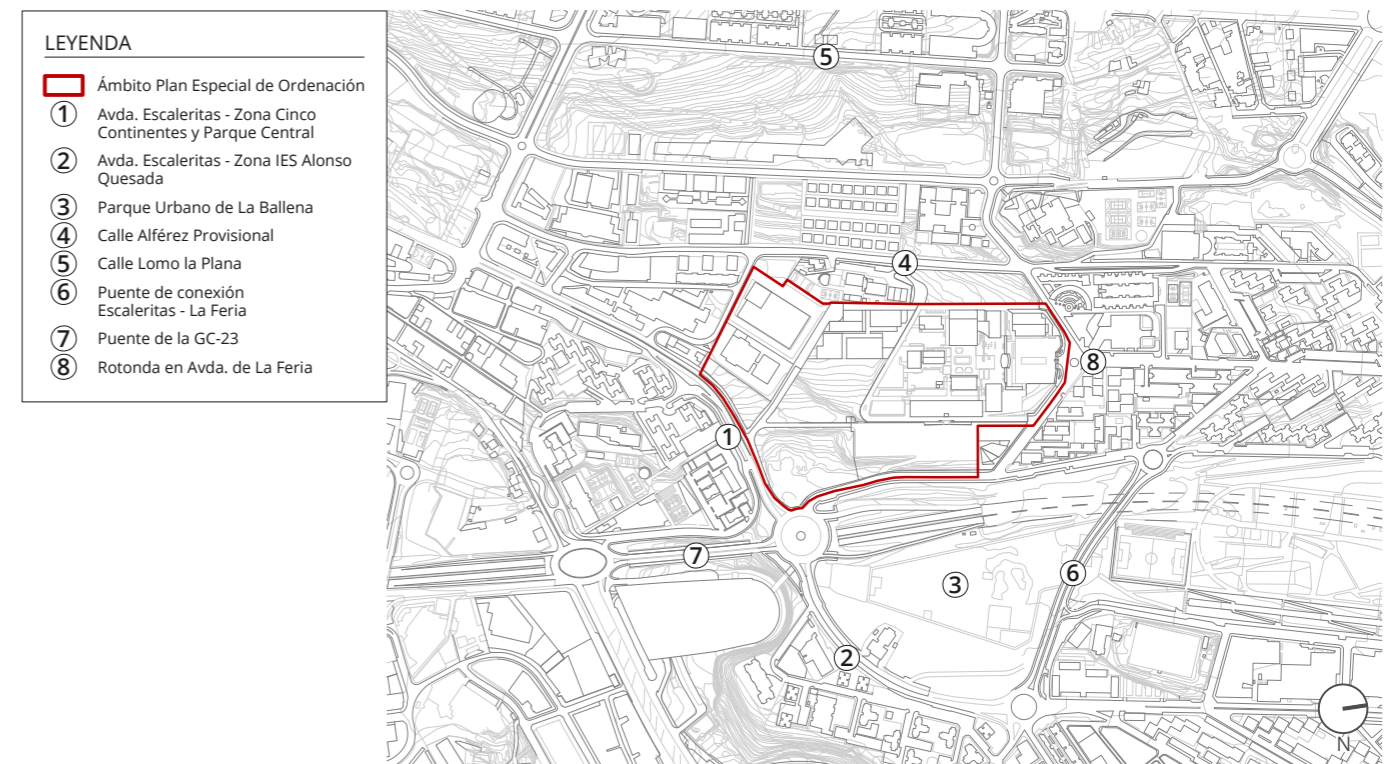 LEYENDA
Ámbito Plan Especial de Ordenación
1 Avda. Escaleritas - Zona Cinco
Continentes y Parque Central
2 Avda. Escaleritas - Zona IES Alonso
Quesada
3 Parque Urbano de La Ballena
4 Calle Alférez Provisional
5 Calle Lomo la Plana
6 Puente de conexión
Escaleritas - La Feria
7 Puente de la GC-23
8 Rotonda en Avda. de La Feria
5
4
8
1
7
3
6
2
N